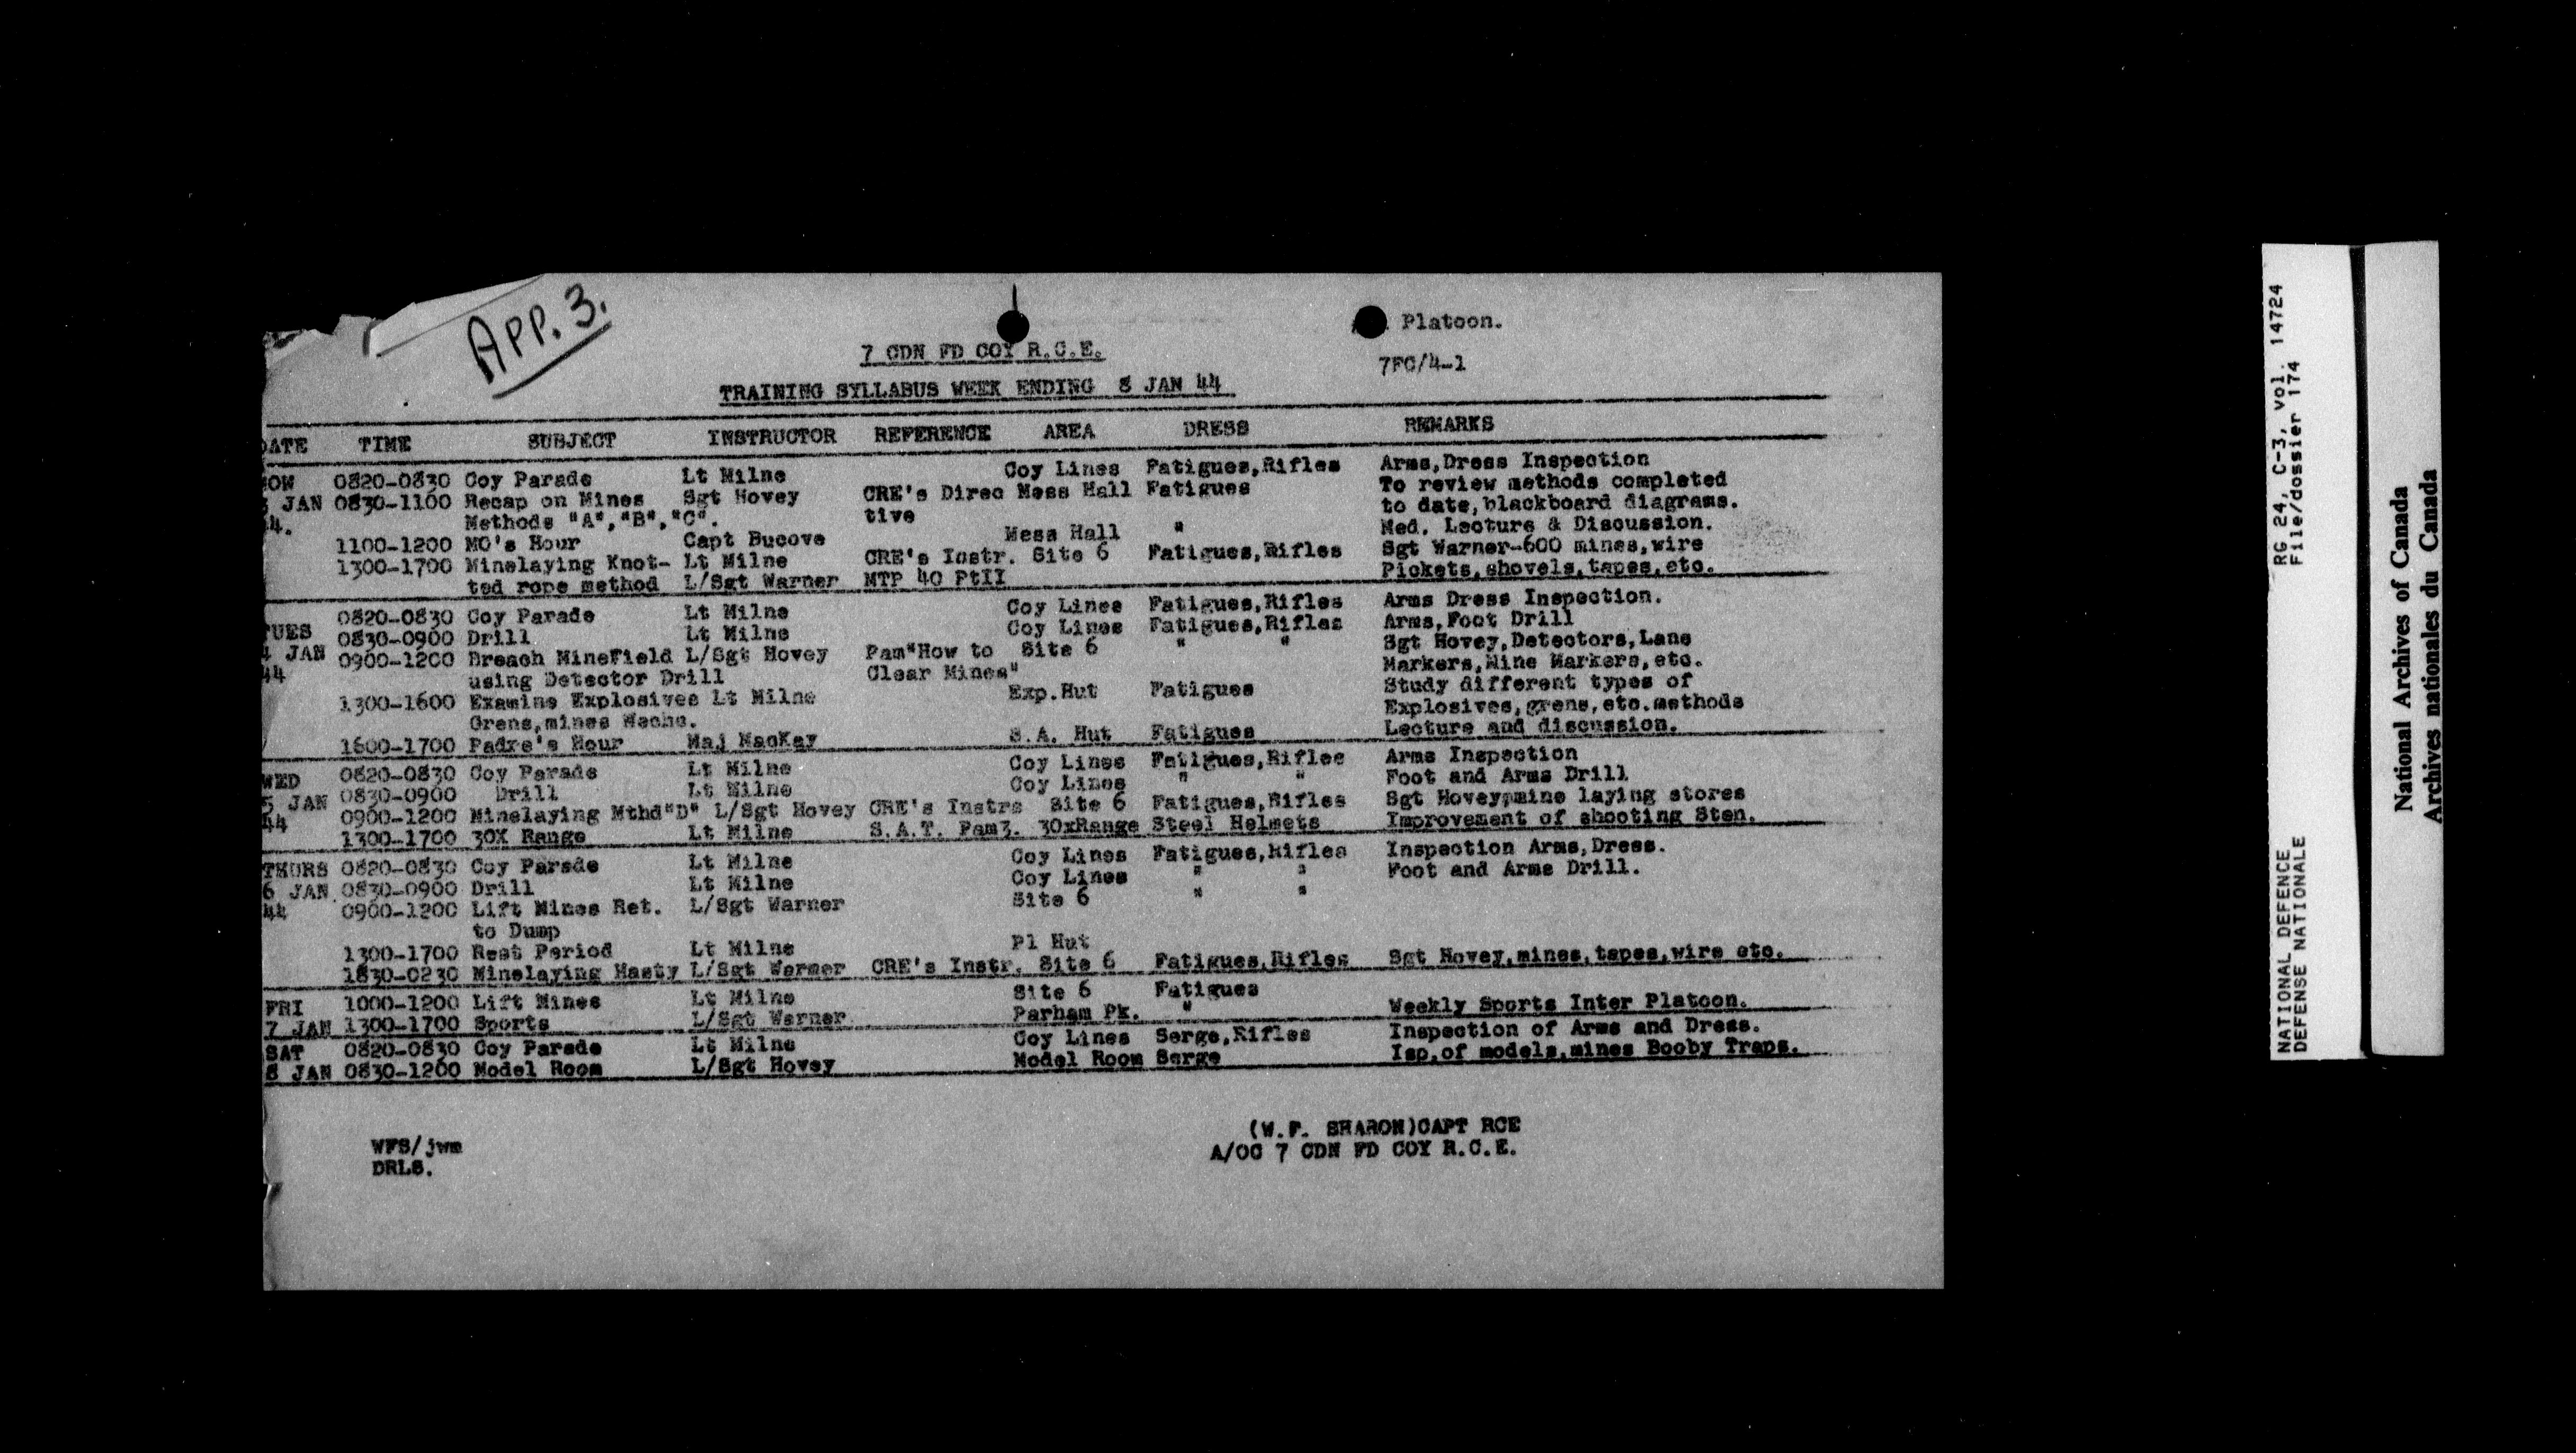 APP. 3.
Platoon.
7 CDN FD COY R.C.E.
7FC/4-1
TRAINING SYLLABUS WEEK ENDING 8 JAN 44
DATE TIME SUBJECT INSTRUCTOR REFERENCE AREA DRESS REMARKS
0820-0830 Coy Parade Lt Milne Coy Lines Fatigues,Rifles Arms,Dress Inspection
JAN 0830-1100 Recap on Mines Sgt Hovey CRE's Direc Mess Hall Fatigues To review methods completed
44. Methods "A","B","C". tive to date,blackboard diagrams.
1100-1200 MO's Hour Capt Bucove Mess Hall " Med. Lecture & Discussion.
1300-1700 Minelaying Knot- Lt Milne CRE's Instr. Site 6 Fatigues,Rifles Sgt Warner-600 mines,wire
ted rope method L/Sgt Warner MTP 40 PtII Pickets,shovels,tapes,etc.
0820-0830 Coy Parade Lt Milne Coy Lines Fatigues,Rifles Arms Dress Inspection.
TUES 0830-0900 Drill Lt Milne Coy Lines Fatigues,Rifles Arms,Foot Drill
4 JAN 0900-1200 Breach Minefield L/Sgt Hovey Pam"How to Site 6 " " Sgt Hovey,Detectors,Lane
44 using Detector Drill Clear Mines" Markers,Mine Markers,etc.
1300-1600 Examine Explosives Lt Milne Exp.Hut Fatigues Study different types of
Grens,mines Mechs. Explosives,grens,etc.methods
1600-1700 Padre's Hour Maj MacKay S.A. Hut Fatigues Lecture and discussion.
WED 0820-0830 Coy Parade Lt Milne Coy Lines Fatigues,Rifles Arms Inspection
5 JAN 0830-0900 Drill Lt Milne Coy Lines " " Foot and Arms Drill
44 0900-1200 Minelaying Mthd"D" L/Sgt Hovey CRE's Instrs Site 6 Fatigues,Rifles Sgt Hovey,mine laying stores
1300-1700 30X Range Lt Milne S.A.T. Pam3. 30xRange Steel Helmets Improvement of shooting Sten.
THURS 0820-0830 Coy Parade Lt Milne Coy Lines Fatigues,Rifles Inspection Arms,Dress.
6 JAN 0830-0900 Drill Lt Milne Coy Lines " " Foot and Arms Drill.
44 0900-1200 Lift Mines Ret. L/Sgt Warner Site 6 " "
to Dump
1300-1700 Rest Period Lt Milne Pl Hut
1830-0230 Minelaying Hasty L/Sgt Warner CRE's Instr. Site 6 Fatigues,Rifles Sgt Hovey,mines,tapes,wire etc.
FRI 1000-1200 Lift Mines Lt Milne Site 6 Fatigues
7 JAN 1300-1700 Sports L/Sgt Warner Parham Pk. " Weekly Sports Inter Platoon.
SAT 0820-0830 Coy Parade Lt Milne Coy Lines Serge,Rifles Inspection of Arms and Dress.
8 JAN 0830-1200 Model Room L/Sgt Hovey Model Room Serge Isp.of models,mines Booby Traps.
(W.F. SHARON)CAPT RCE
A/OC 7 CDN FD COY R.C.E.
WFS/jwm
DRLS.
RG 24, C-3, vol. 14724
File/dossier 174
NATIONAL DEFENCE
DEFENSE NATIONALE
National Archives of Canada
Archives nationales du Canada